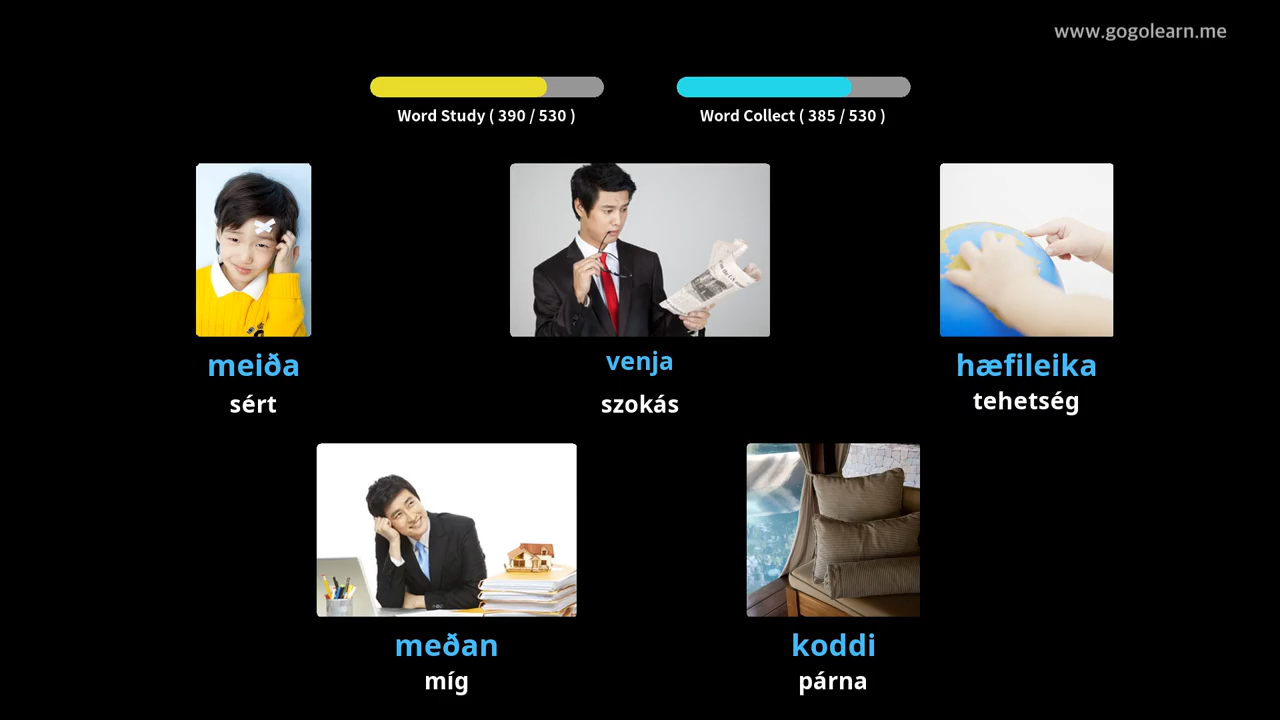 www.gogolearn.me
Word Study ( 390 / 530 )
Word Collect ( 385 / 530 )
meiða
sért
venja
szokás
hæfileika
tehetség
meðan
míg
koddi
párna